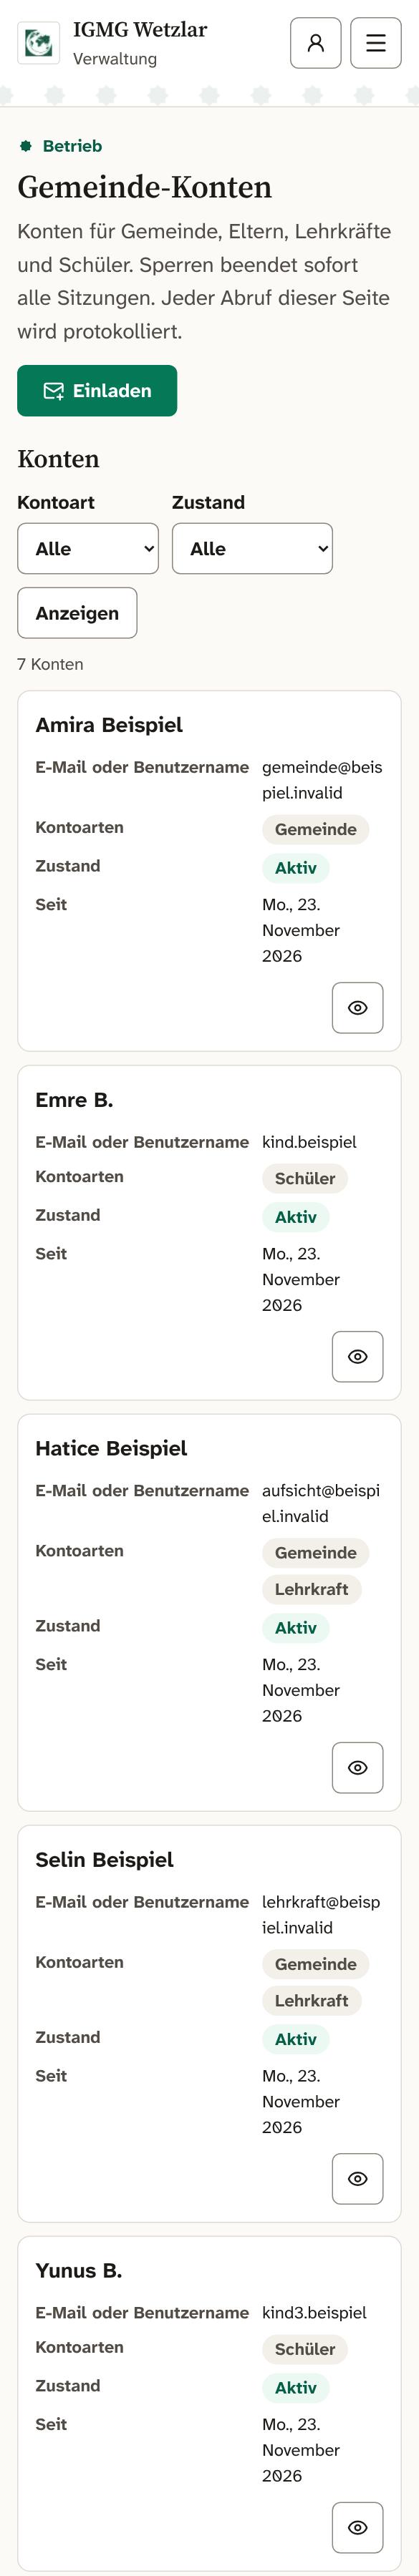 IGMG Wetzlar
Verwaltung
Betrieb
Gemeinde-Konten
Konten für Gemeinde, Eltern, Lehrkräfte
und Schüler. Sperren beendet sofort
alle Sitzungen. Jeder Abruf dieser Seite
wird protokolliert.
Einladen
Konten
Kontoart Zustand
Alle Alle
Anzeigen
7 Konten
Amira Beispiel
E-Mail oder Benutzername gemeinde@beis
piel.invalid
Kontoarten Gemeinde
Zustand Aktiv
Seit Mo., 23.
November
2026
Emre B.
E-Mail oder Benutzername kind.beispiel
Kontoarten Schüler
Zustand Aktiv
Seit Mo., 23.
November
2026
Hatice Beispiel
E-Mail oder Benutzername aufsicht@beispi
el.invalid
Kontoarten Gemeinde
Lehrkraft
Zustand Aktiv
Seit Mo., 23.
November
2026
Selin Beispiel
E-Mail oder Benutzername lehrkraft@beisp
iel.invalid
Kontoarten Gemeinde
Lehrkraft
Zustand Aktiv
Seit Mo., 23.
November
2026
Yunus B.
E-Mail oder Benutzername kind3.beispiel
Kontoarten Schüler
Zustand Aktiv
Seit Mo., 23.
November
2026